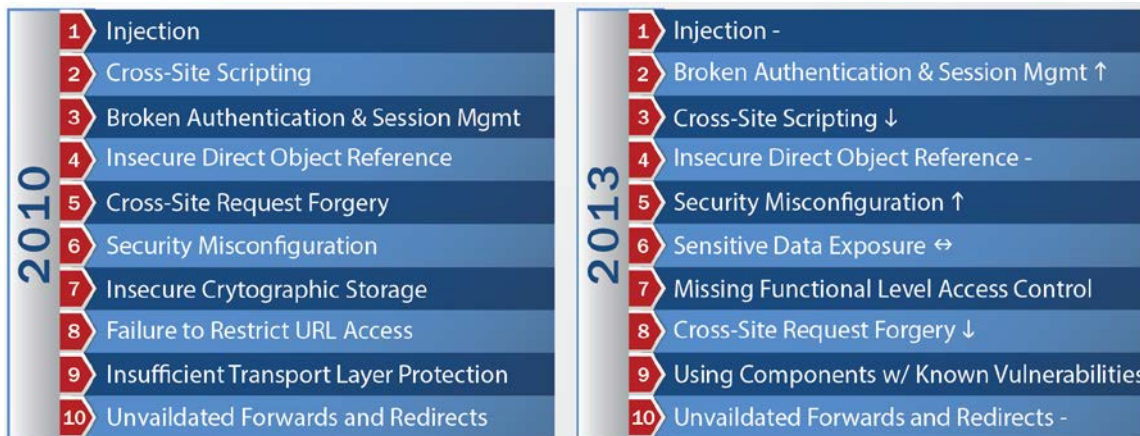 2010
1 Injection
2 Cross-Site Scripting
3 Broken Authentication & Session Mgmt
4 Insecure Direct Object Reference
5 Cross-Site Request Forgery
6 Security Misconfiguration
7 Insecure Crytographic Storage
8 Failure to Restrict URL Access
9 Insufficient Transport Layer Protection
10 Unvaildated Forwards and Redirects
2013
1 Injection -
2 Broken Authentication & Session Mgmt ↑
3 Cross-Site Scripting ↓
4 Insecure Direct Object Reference -
5 Security Misconfiguration ↑
6 Sensitive Data Exposure ↔
7 Missing Functional Level Access Control
8 Cross-Site Request Forgery ↓
9 Using Components w/ Known Vulnerabilities
10 Unvaildated Forwards and Redirects -